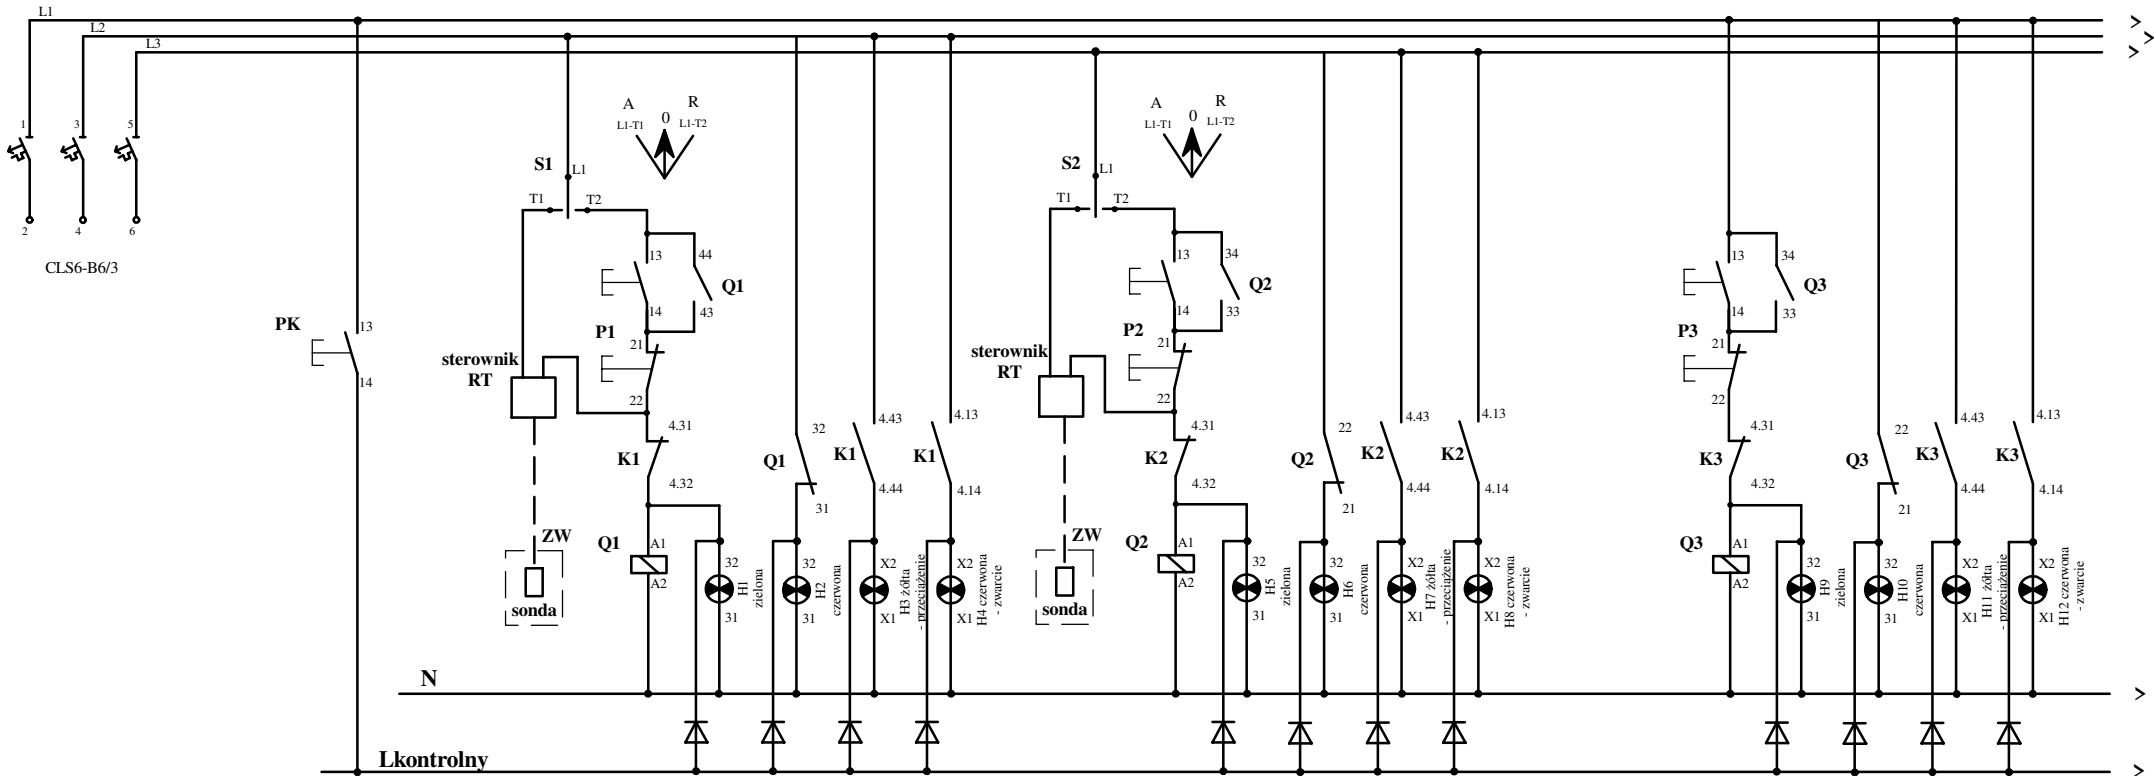 L1
L2
L3
1
3
5
2
4
6
CLS6-B6/3
PK
13
14
A
L1-T1
0
R
L1-T2
S1
L1
T1
T2
13
44
Q1
14
43
P1
21
22
sterownik
RT
4.31
K1
4.32
Q1
A1
A2
ZW
sonda
32
31
H1
zielona
Q1
32
31
32
31
H2
czerwona
K1
4.43
4.44
X2
X1
H3 żółta
- przeciążenie
K1
4.13
4.14
X2
X1
H4 czerwona
- zwarcie
A
L1-T1
0
R
L1-T2
S2
L1
T1
T2
13
34
Q2
14
33
P2
21
22
sterownik
RT
4.31
K2
4.32
Q2
A1
A2
ZW
sonda
32
31
H5
zielona
Q2
22
21
32
31
H6
czerwona
K2
4.43
4.44
X2
X1
H7 żółta
- przeciążenie
K2
4.13
4.14
X2
X1
H8 czerwona
- zwarcie
13
34
Q3
14
33
P3
21
22
4.31
K3
4.32
Q3
A1
A2
32
31
H9
zielona
Q3
22
21
32
31
H10
czerwona
K3
4.43
4.44
X2
X1
H11 żółta
- przeciążenie
K3
4.13
4.14
X2
X1
H12 czerwona
- zwarcie
N
Lkontrolny